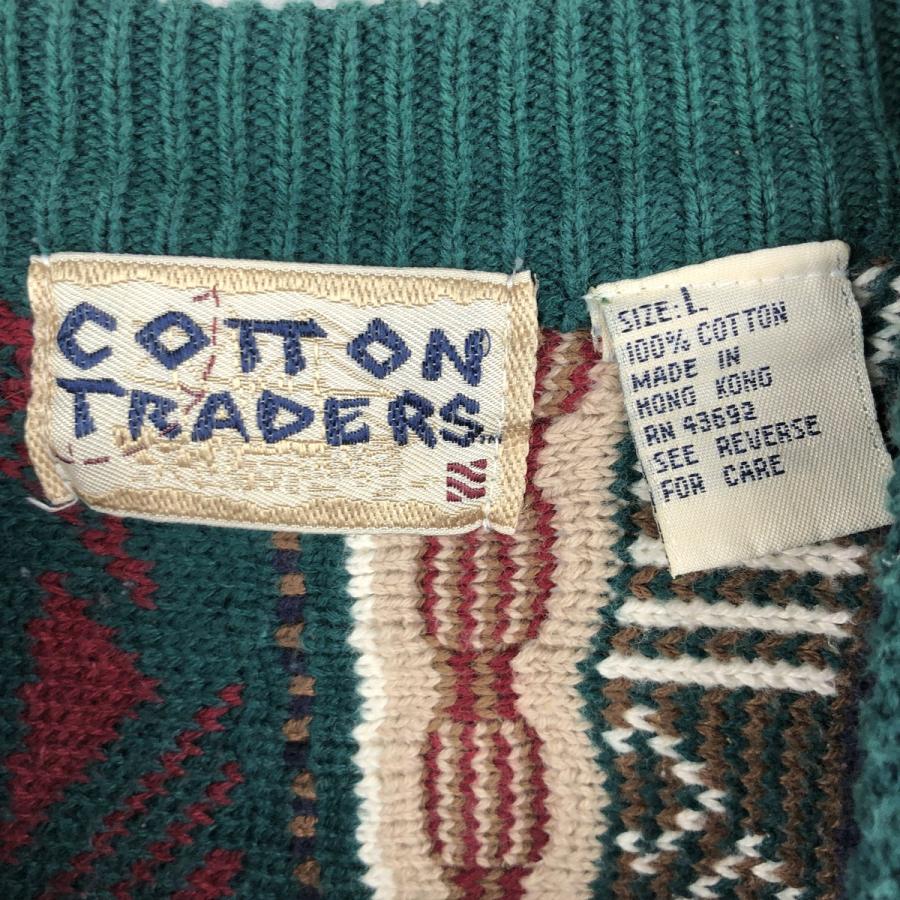 COTTON®
TRADERS
SIZE: L
100% COTTON
MADE IN
HONG KONG
RN 43692
SEE REVERSE
FOR CARE